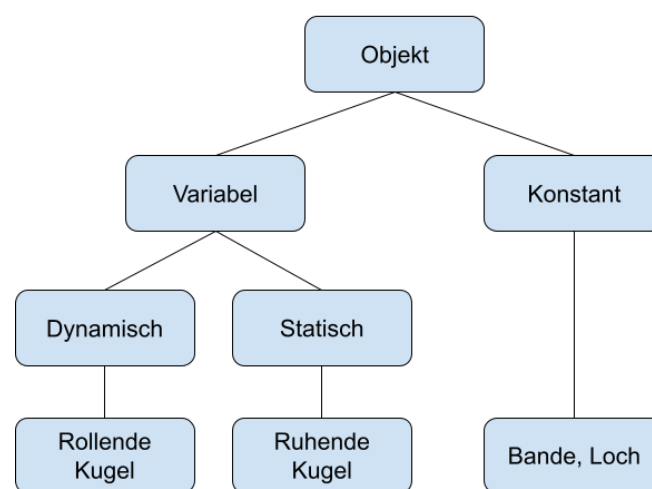 Objekt
Variabel
Konstant
Dynamisch
Statisch
Rollende
Kugel
Ruhende
Kugel
Bande, Loch